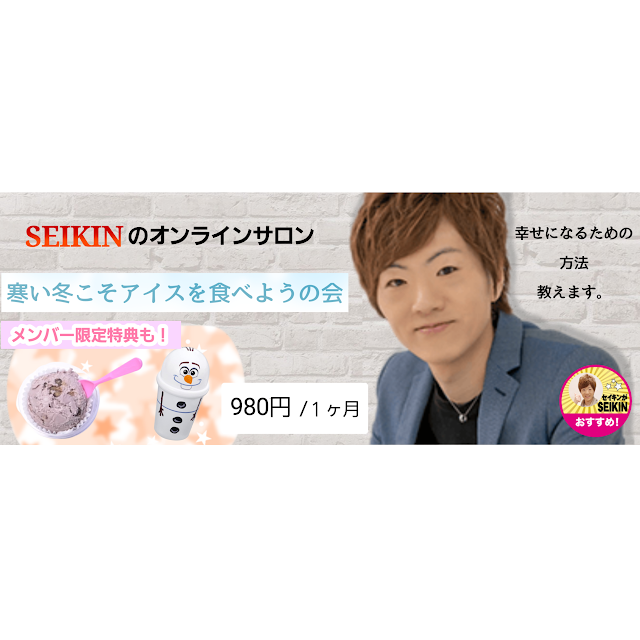 SEIKINのオンラインサロン
寒い冬こそアイスを食べようの会
メンバー限定特典も！
980円 /1ヶ月
幸せになるための
方法
教えます。
セイキンが
SEIKIN
おすすめ！